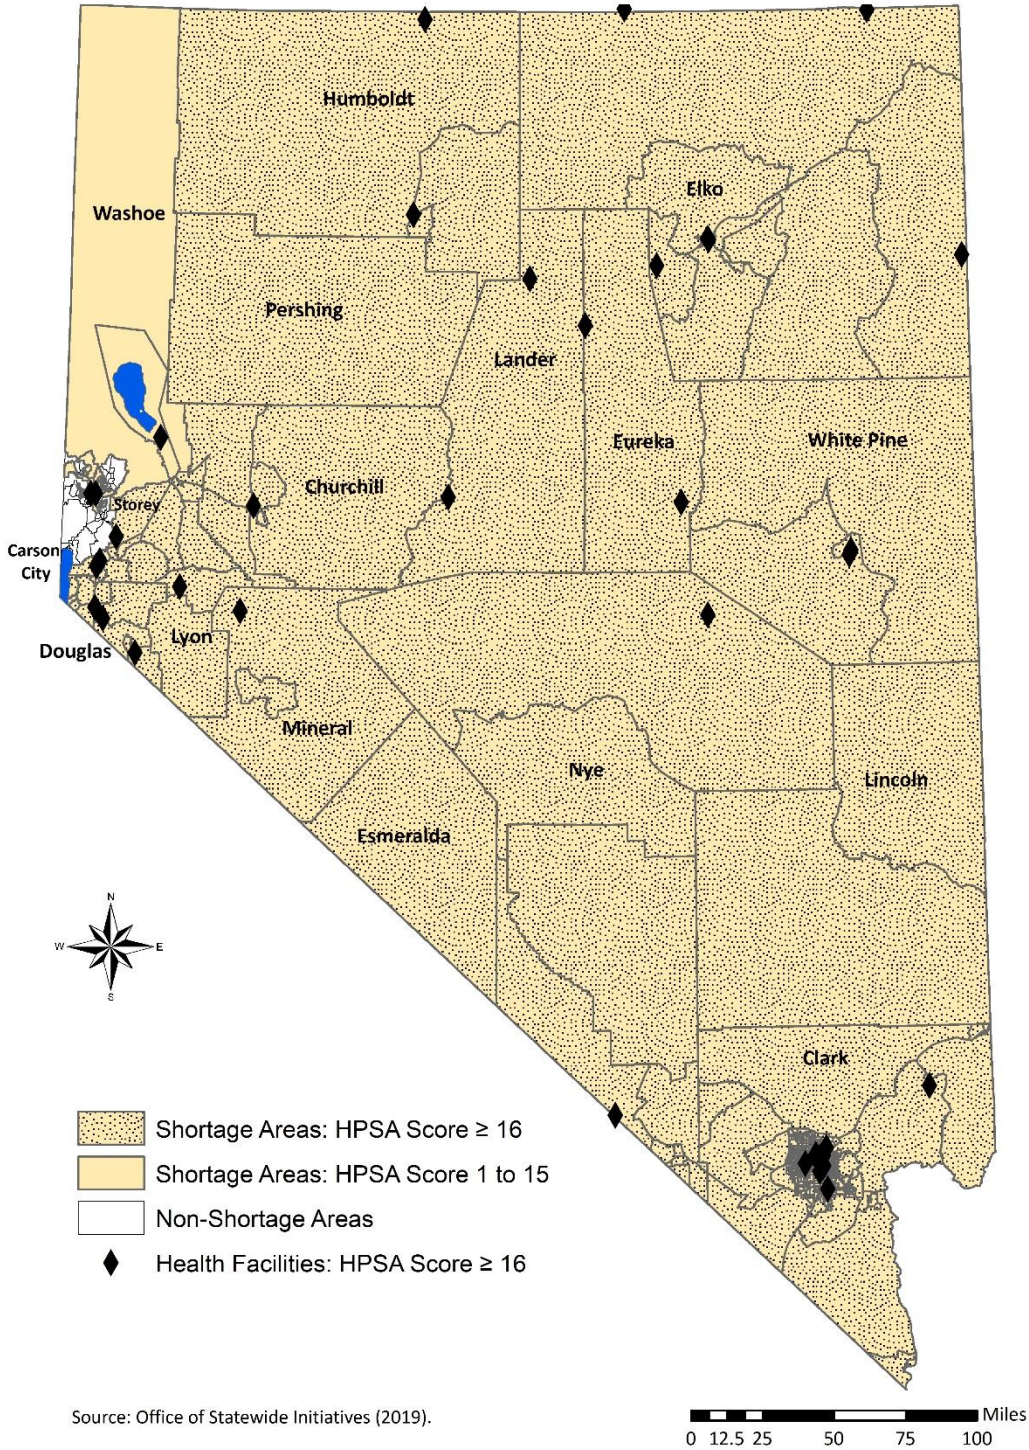 Humboldt
Elko
Washoe
Pershing
Lander
Eureka
White Pine
Churchill
Storey
Carson
City
Lyon
Douglas
Mineral
Nye
Lincoln
Esmeralda
N
W
E
S
Clark
Shortage Areas: HPSA Score ≥ 16
Shortage Areas: HPSA Score 1 to 15
Non-Shortage Areas
Health Facilities: HPSA Score ≥ 16
Source: Office of Statewide Initiatives (2019).
Miles
0 12.5 25 50 75 100